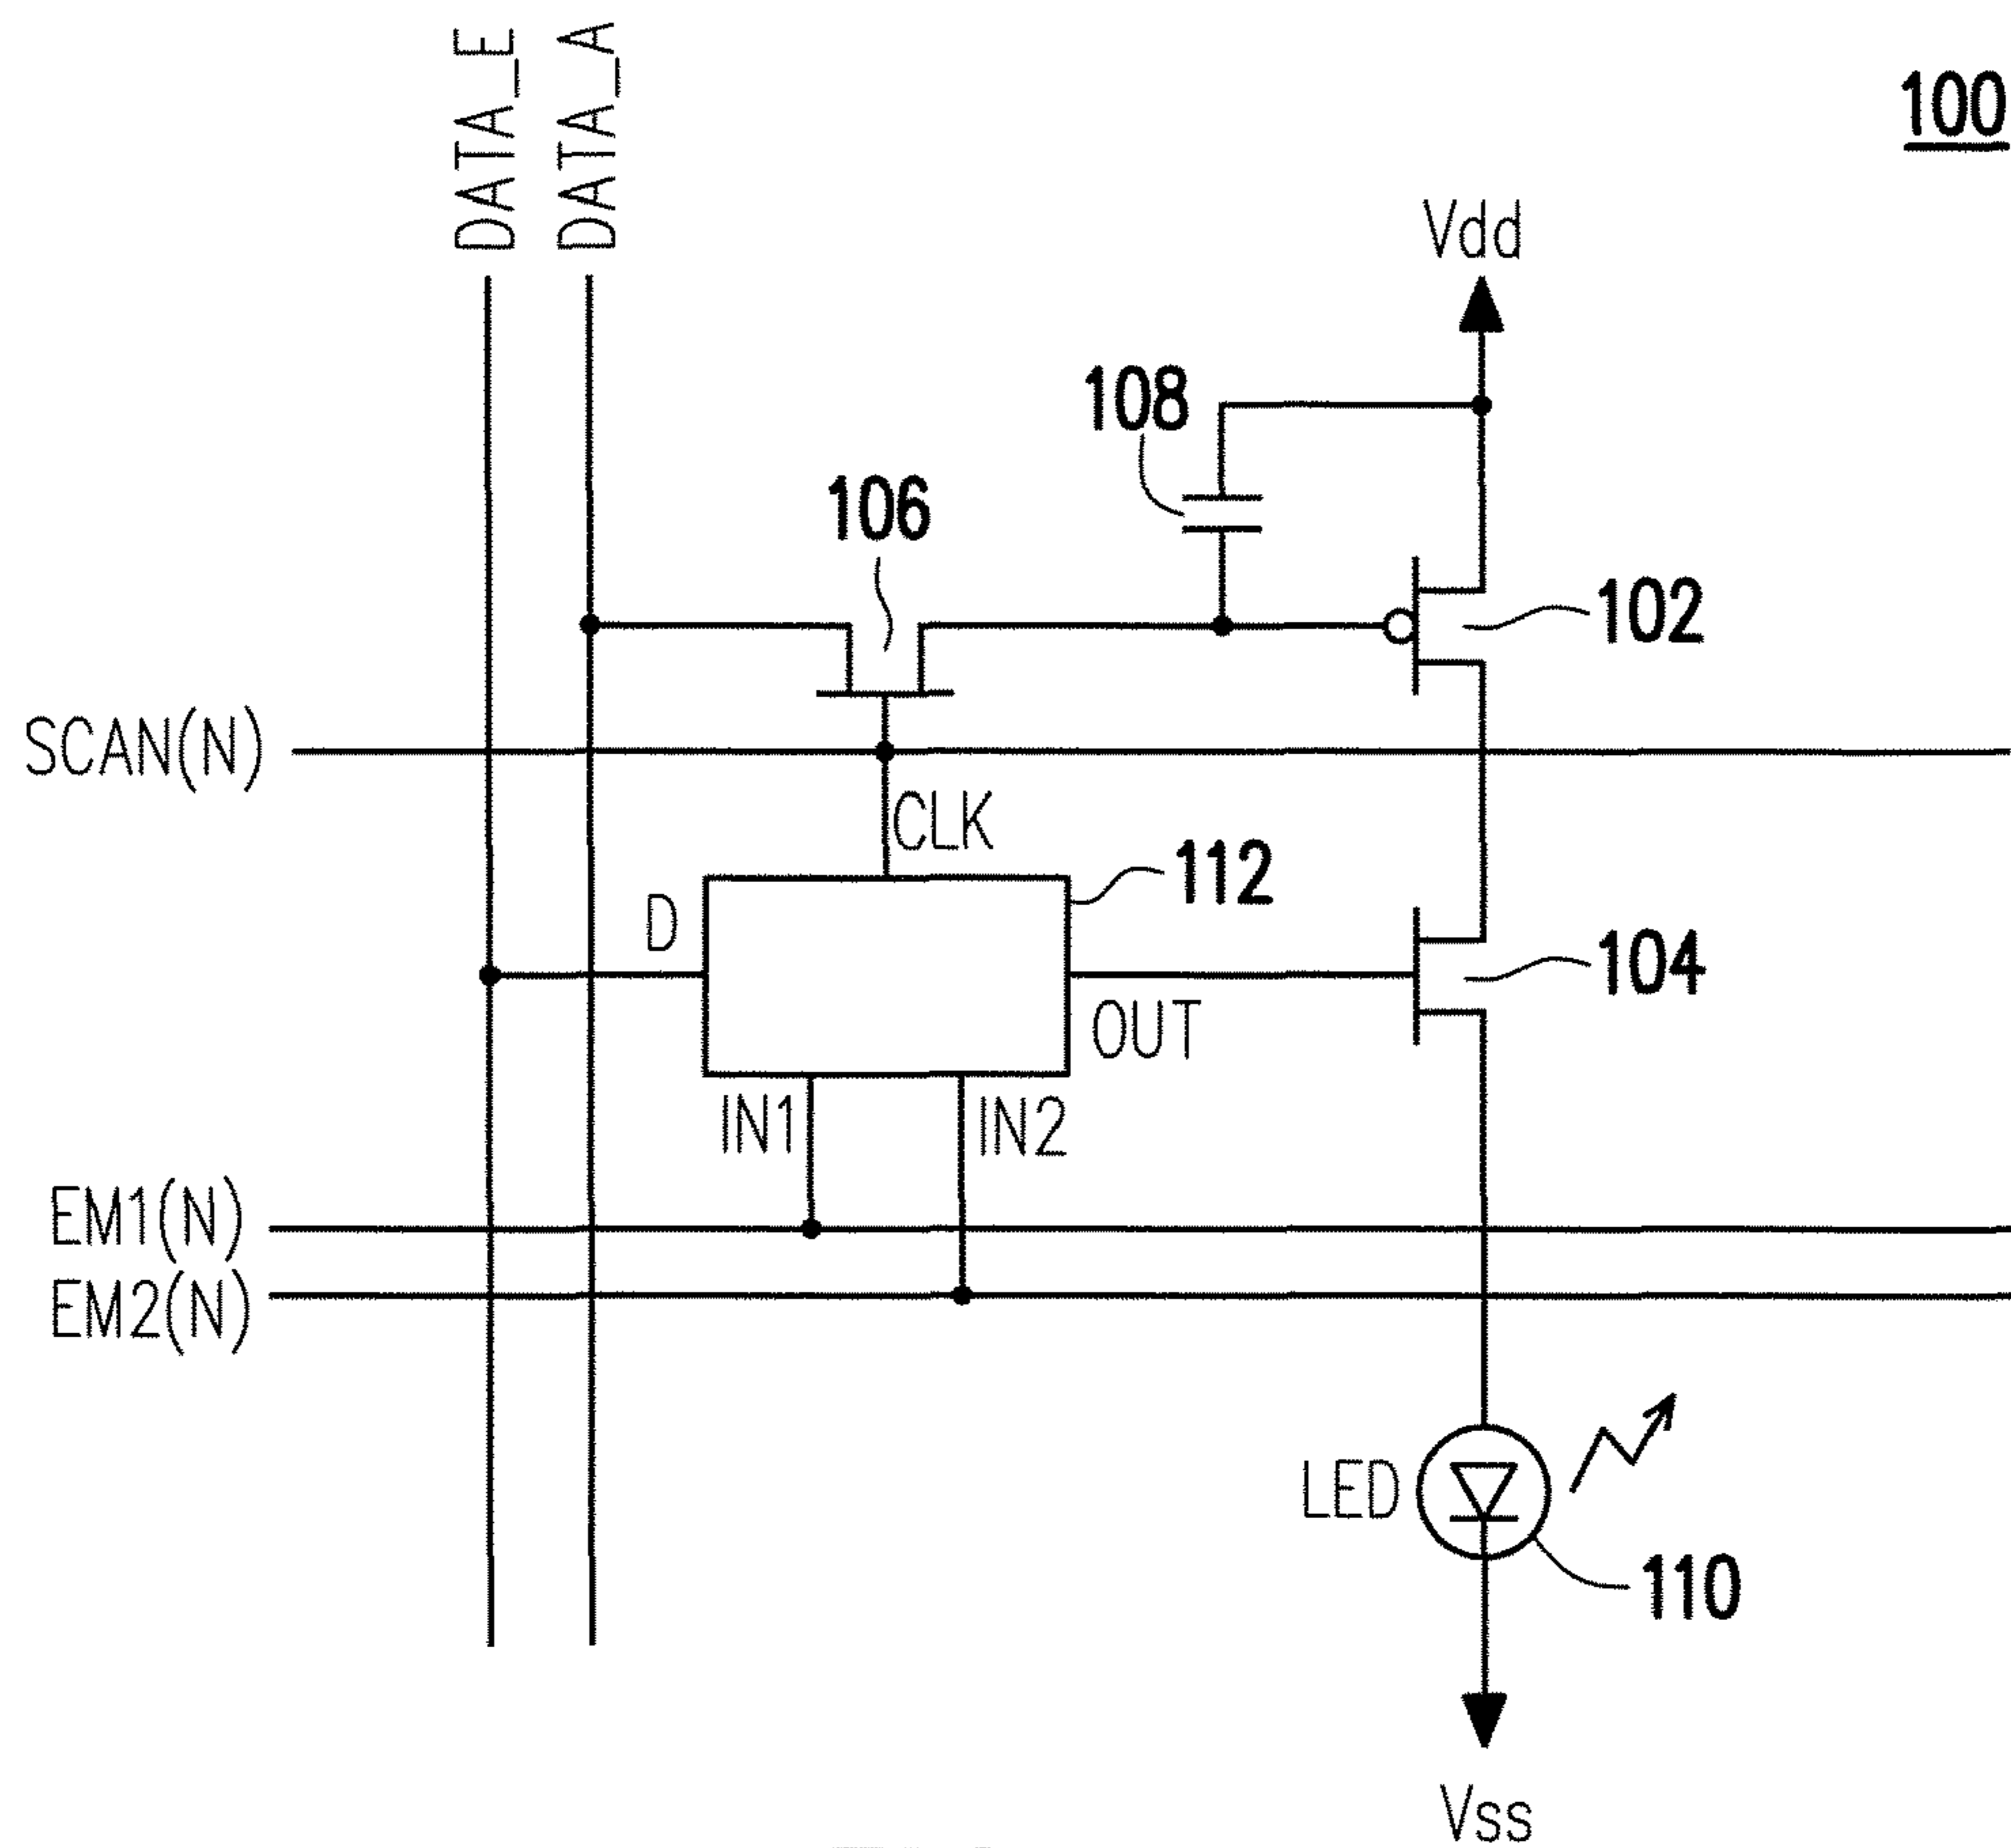 DATA_E
DATA_A
100
Vdd
108
106
102
SCAN(N)
CLK
112
D
104
OUT
IN1
IN2
EM1(N)
EM2(N)
LED
110
Vss